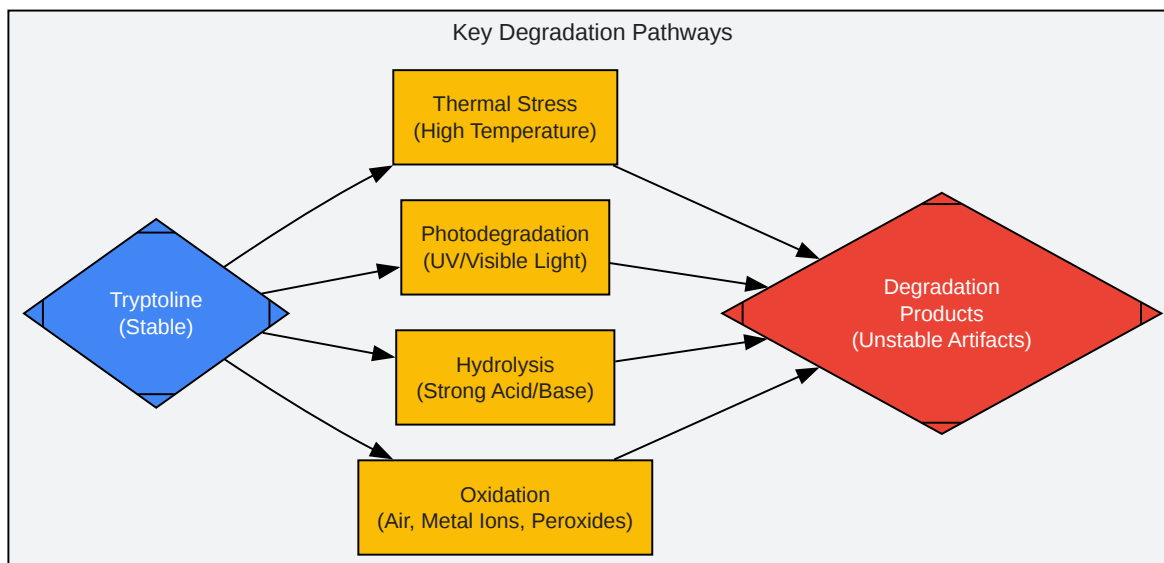 Key Degradation Pathways
Thermal Stress
(High Temperature)
Photodegradation
(UV/Visible Light)
Tryptoline
(Stable)
Degradation
Products
(Unstable Artifacts)
Hydrolysis
(Strong Acid/Base)
Oxidation
(Air, Metal Ions, Peroxides)